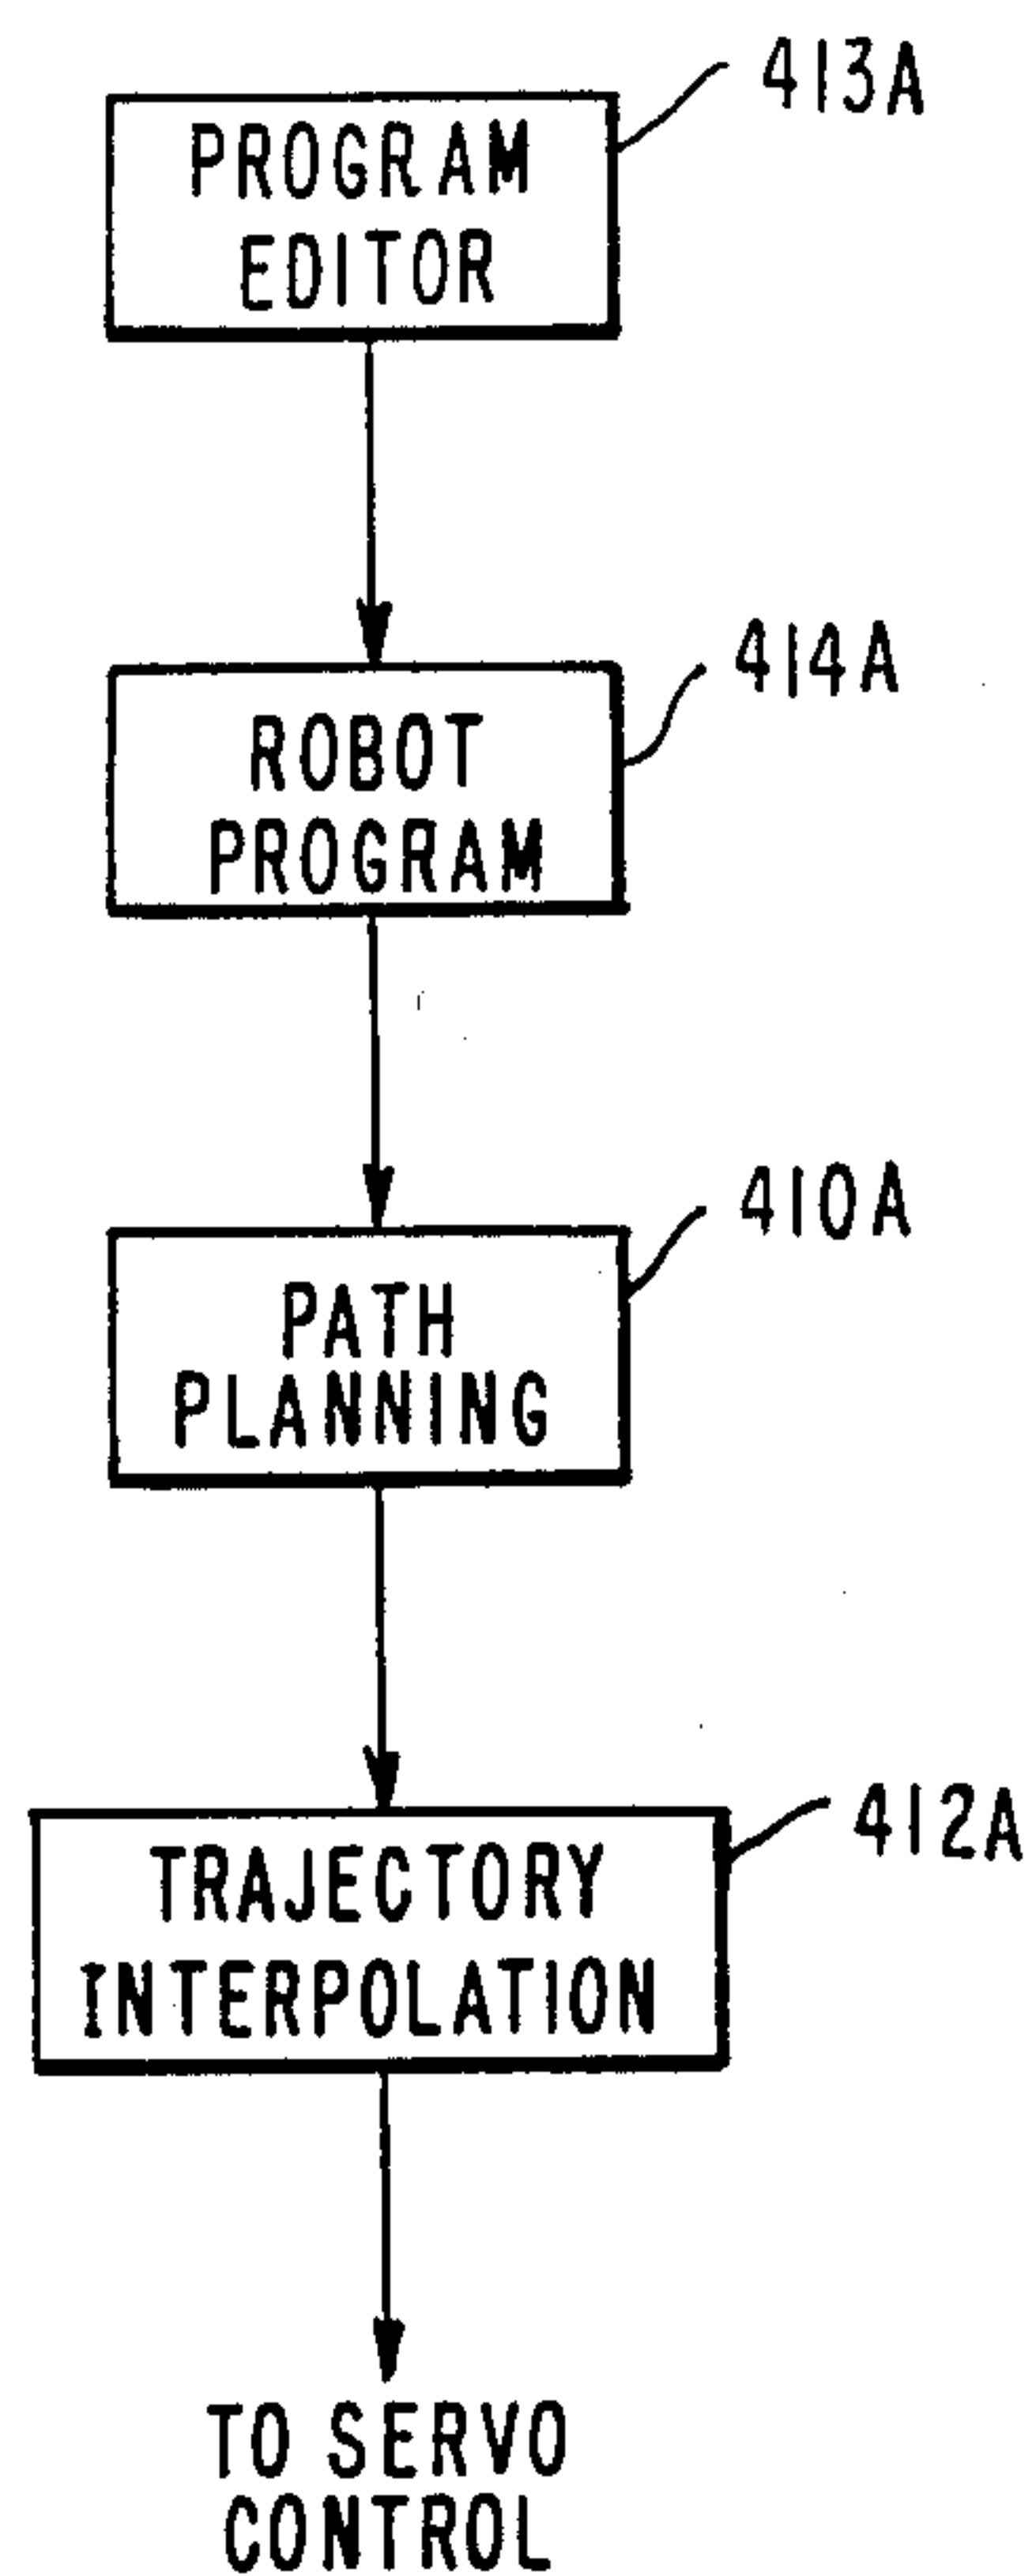 413A
PROGRAM
EDITOR
414A
ROBOT
PROGRAM
410A
PATH
PLANNING
412A
TRAJECTORY
INTERPOLATION
TO SERVO
CONTROL